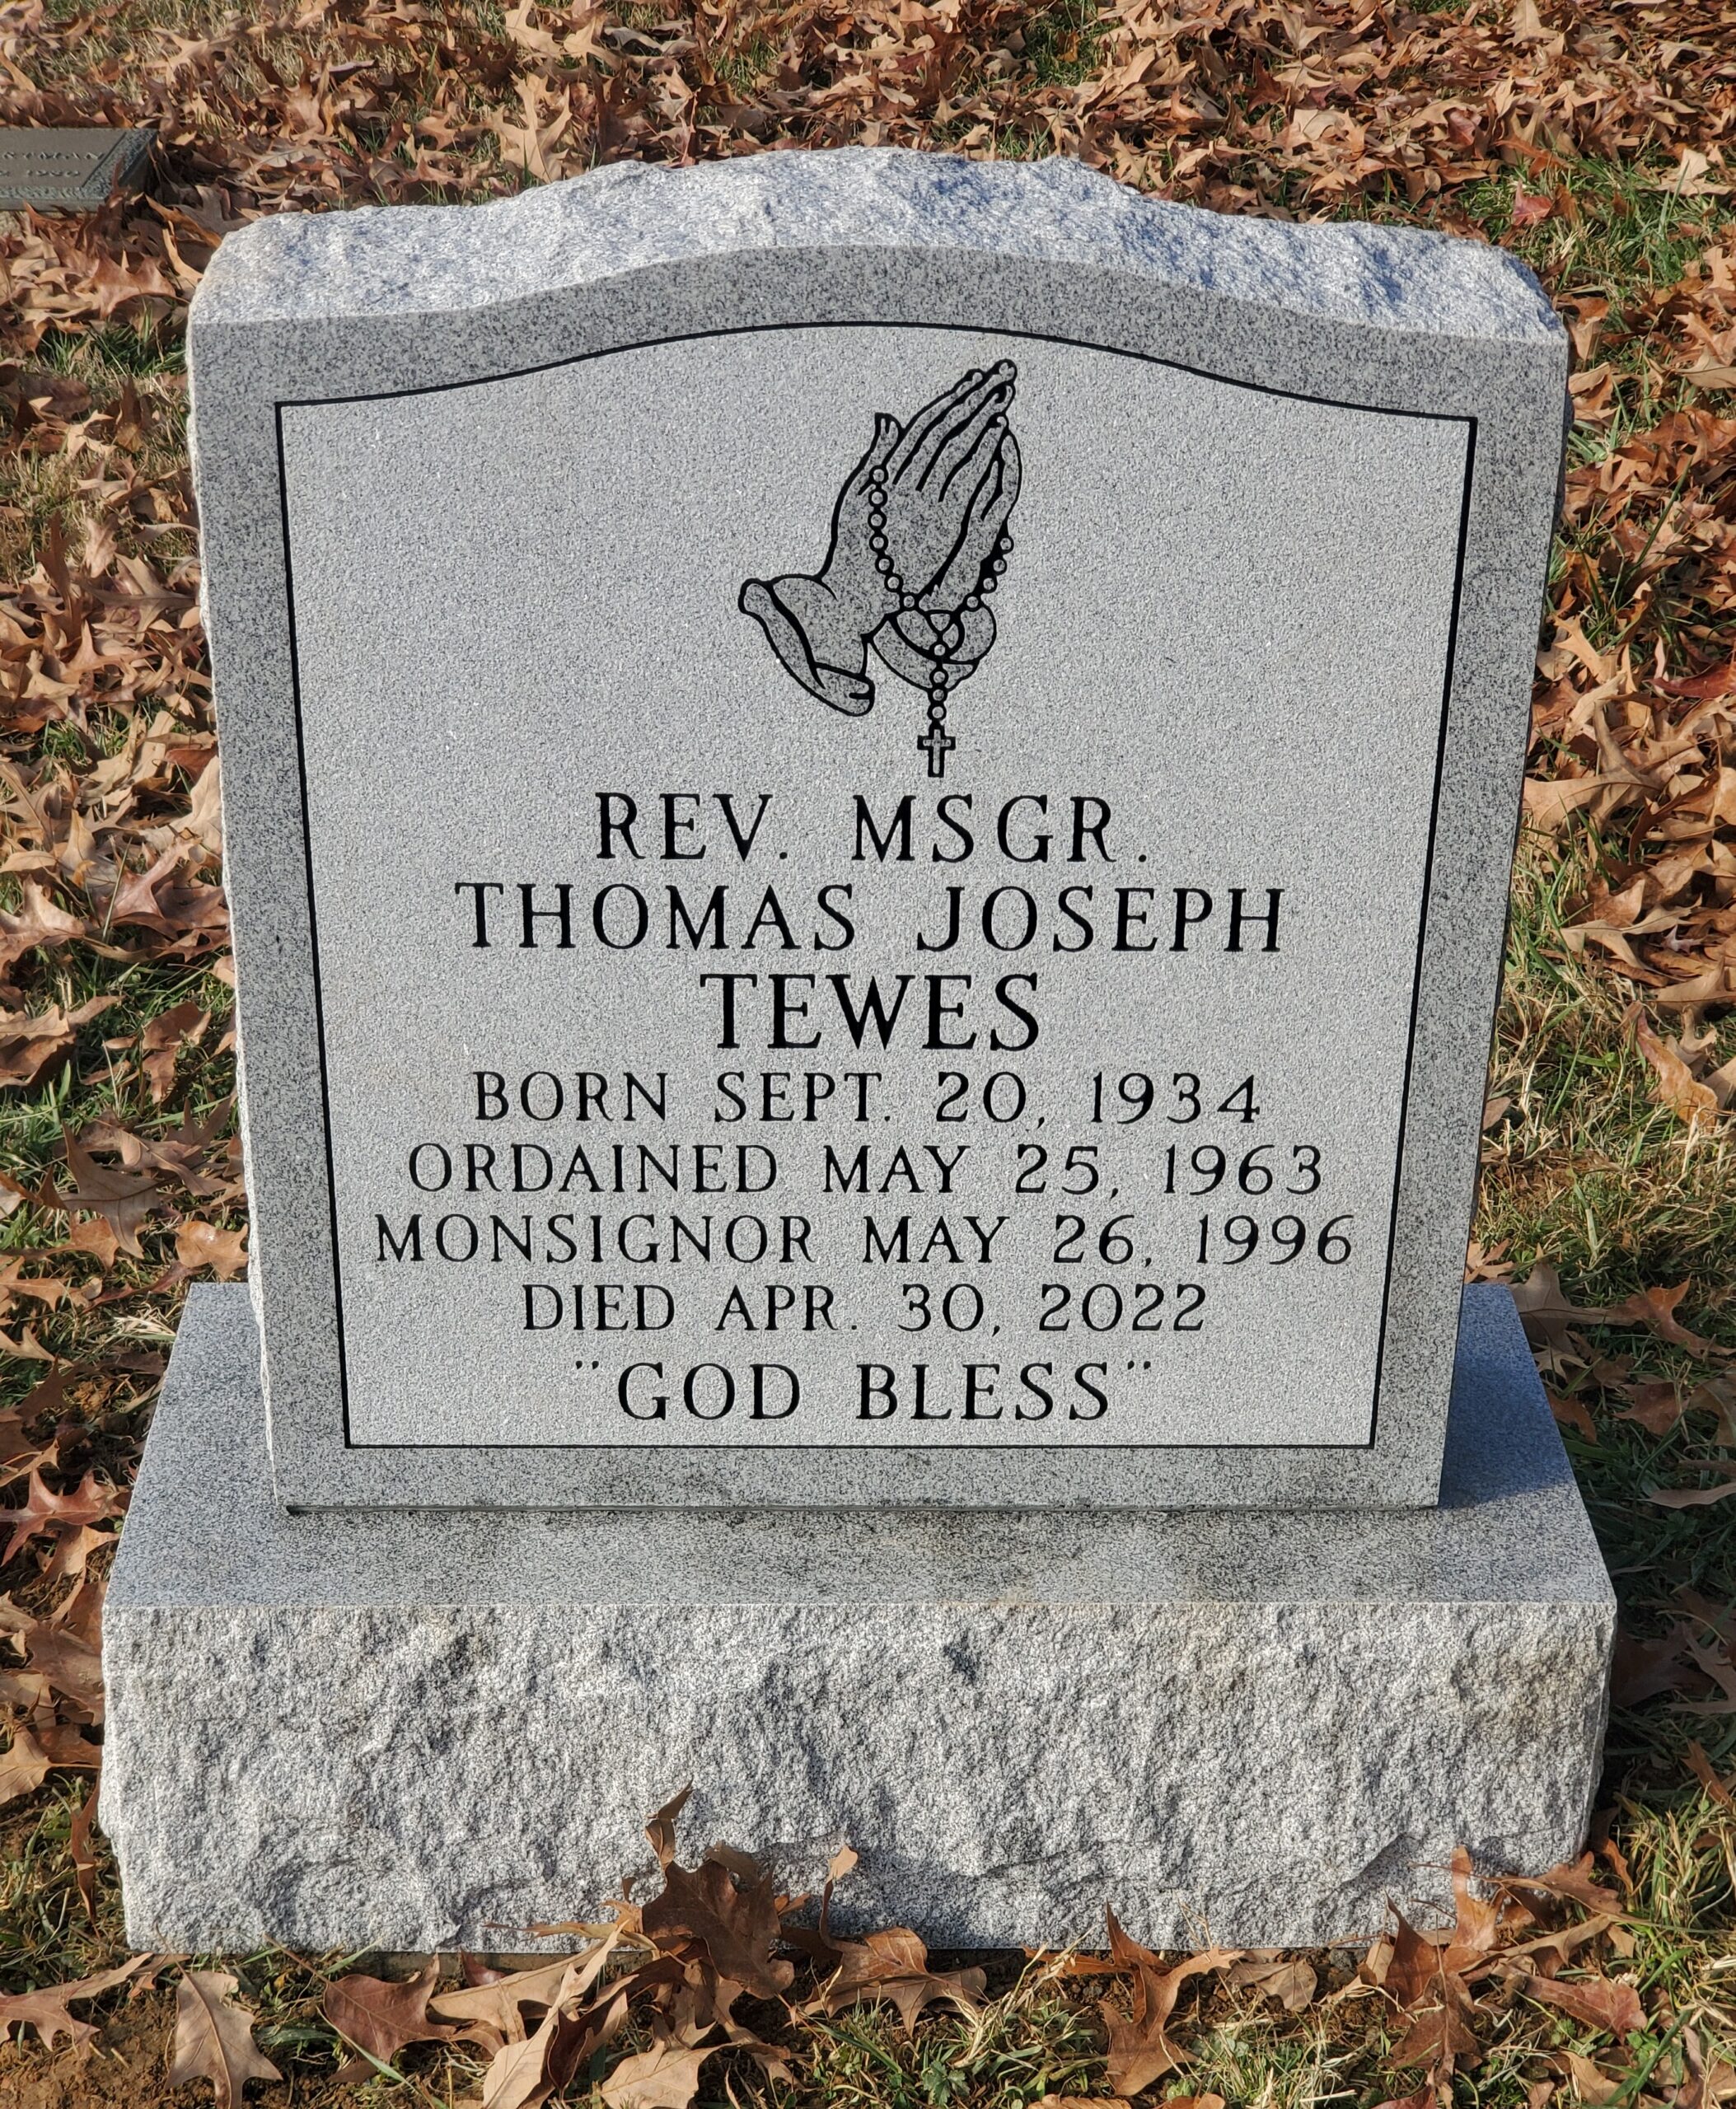 REV. MSGR.
THOMAS JOSEPH
TEWES
BORN SEPT. 20, 1934
ORDAINED MAY 25, 1963
MONSIGNOR MAY 26, 1996
DIED APR. 30, 2022
"GOD BLESS"